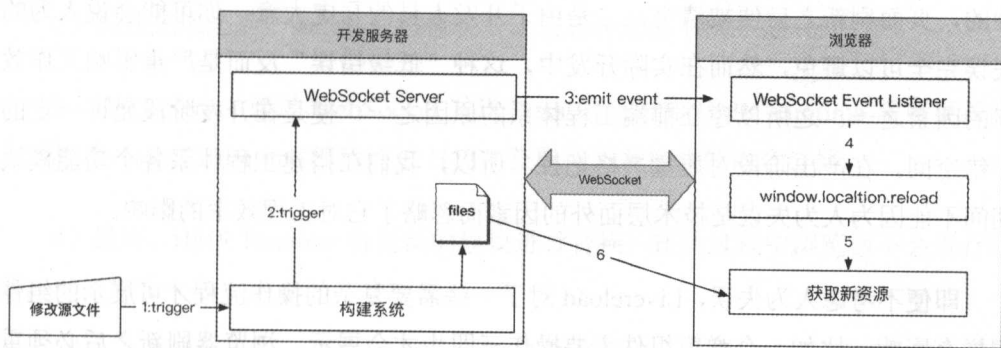 开发服务器
浏览器
WebSocket Server
3:emit event
WebSocket Event Listener
4
WebSocket
window.localtion.reload
2:trigger
files
5
6
修改源文件
1:trigger
构建系统
获取新资源